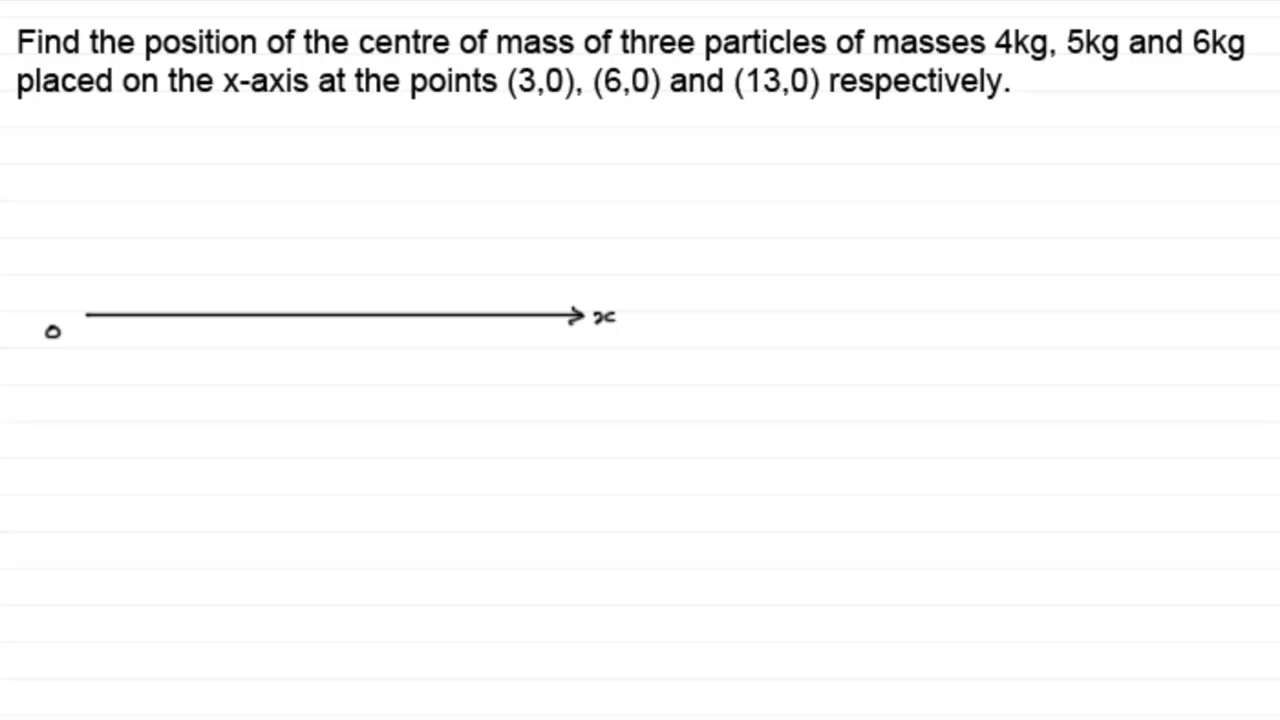 Find the position of the centre of mass of three particles of masses 4kg, 5kg and 6kg
placed on the x-axis at the points (3,0), (6,0) and (13,0) respectively.
O x